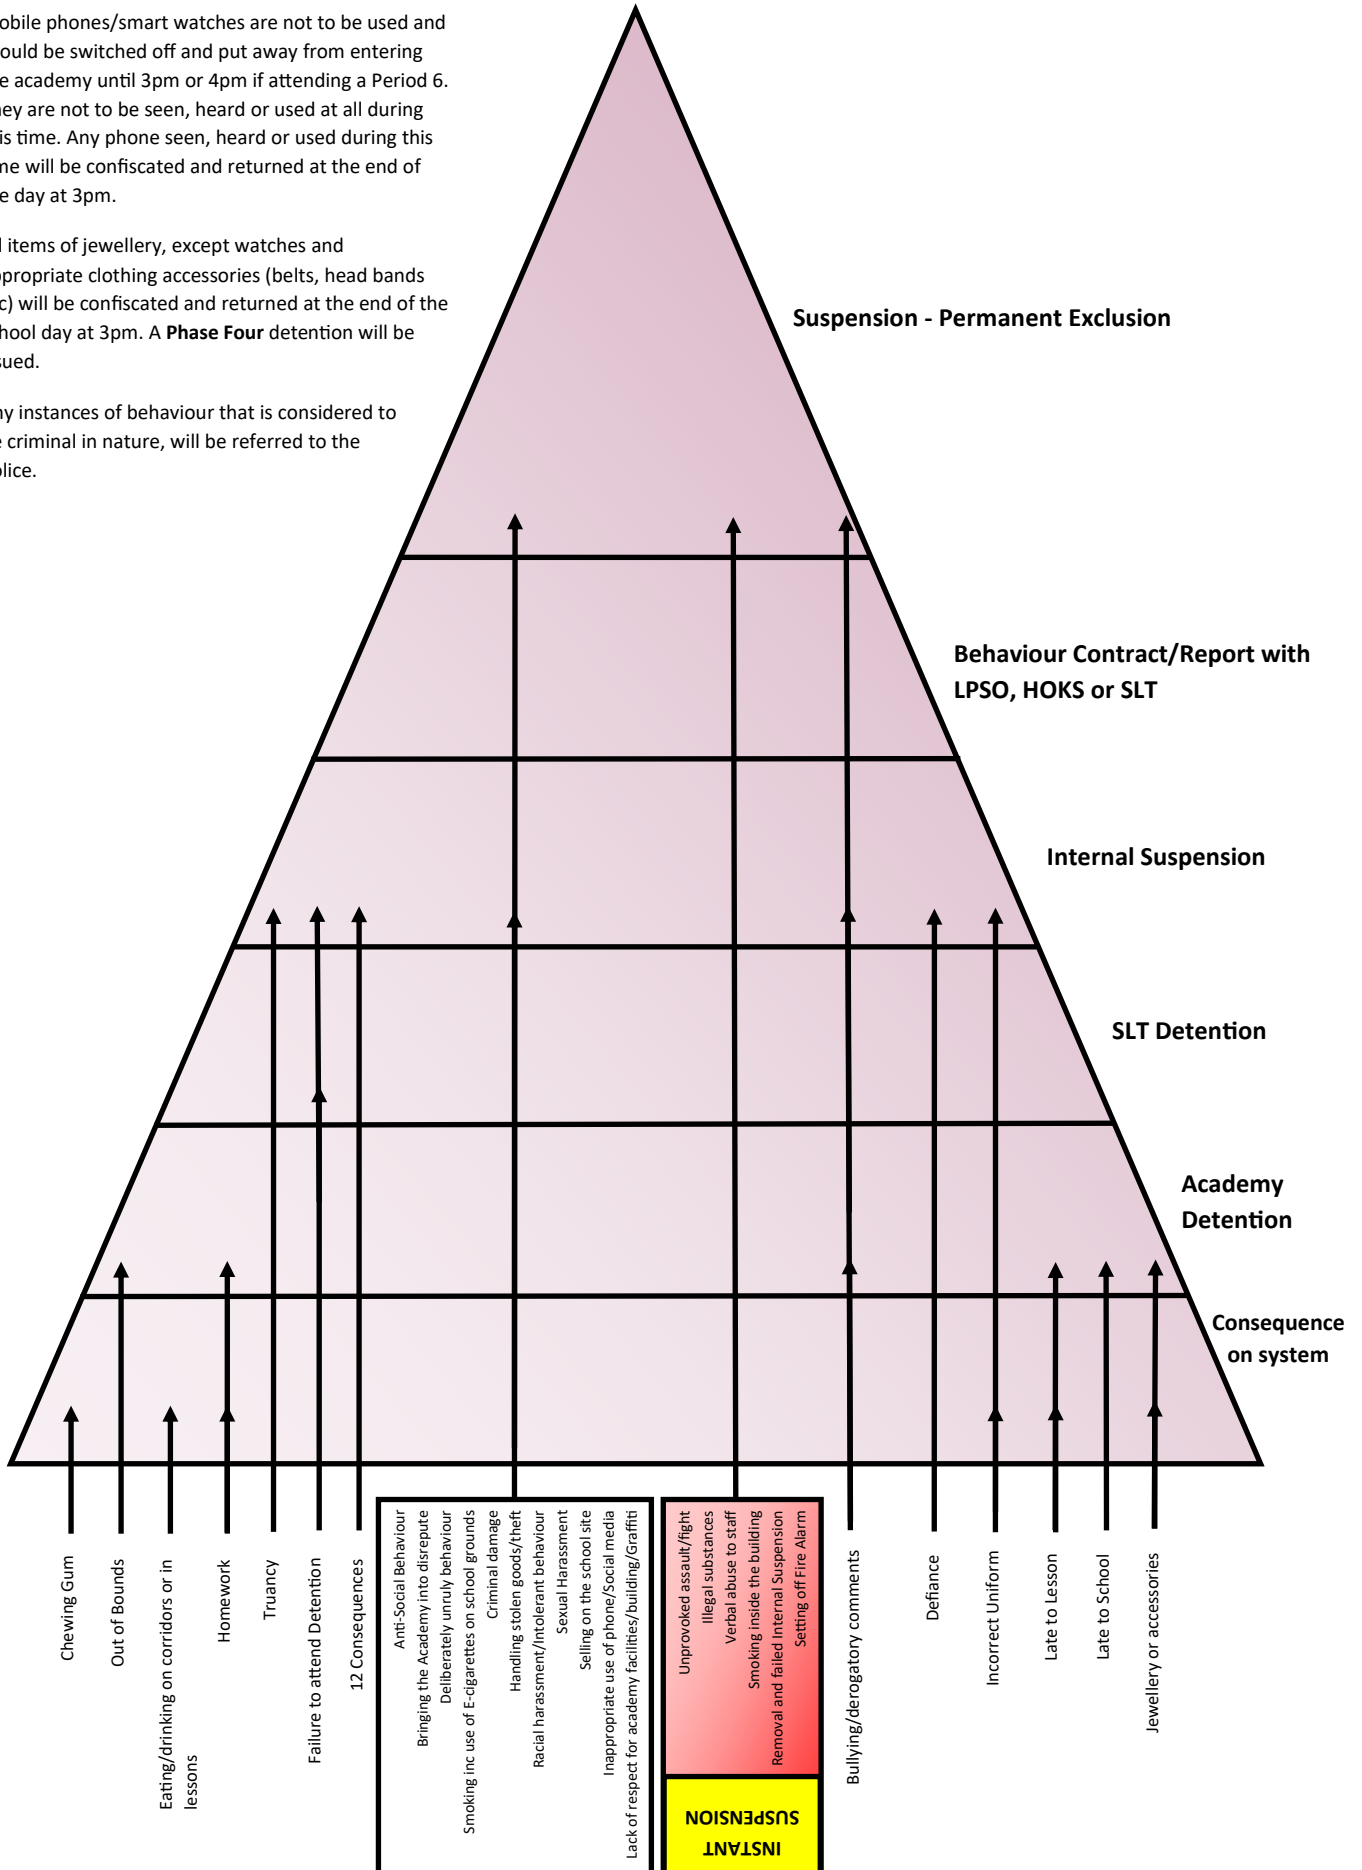 obile phones/smart watches are not to be used and
ould be switched off and put away from entering
e academy until 3pm or 4pm if attending a Period 6.
ey are not to be seen, heard or used at all during
is time. Any phone seen, heard or used during this
me will be confiscated and returned at the end of
e day at 3pm.
l items of jewellery, except watches and
propriate clothing accessories (belts, head bands
c) will be confiscated and returned at the end of the
hool day at 3pm. A Phase Four detention will be
sued.
ny instances of behaviour that is considered to
e criminal in nature, will be referred to the
olice.
Suspension - Permanent Exclusion
Behaviour Contract/Report with
LPSO, HOKS or SLT
Internal Suspension
SLT Detention
Academy
Detention
Consequence
on system
Chewing Gum
Out of Bounds
Eating/drinking on corridors or in
lessons
Homework
Truancy
Failure to attend Detention
12 Consequences
Anti-Social Behaviour
Bringing the Academy into disrepute
Deliberately unruly behaviour
Smoking inc use of E-cigarettes on school grounds
Criminal damage
Handling stolen goods/theft
Racial harassment/Intolerant behaviour
Sexual Harassment
Selling on the school site
Inappropriate use of phone/Social media
Lack of respect for academy facilities/building/Graffiti
Unprovoked assault/fight
Illegal substances
Verbal abuse to staff
Smoking inside the building
Removal and failed Internal Suspension
Setting off Fire Alarm
INSTANT
SUSPENSION
Bullying/derogatory comments
Defiance
Incorrect Uniform
Late to Lesson
Late to School
Jewellery or accessories